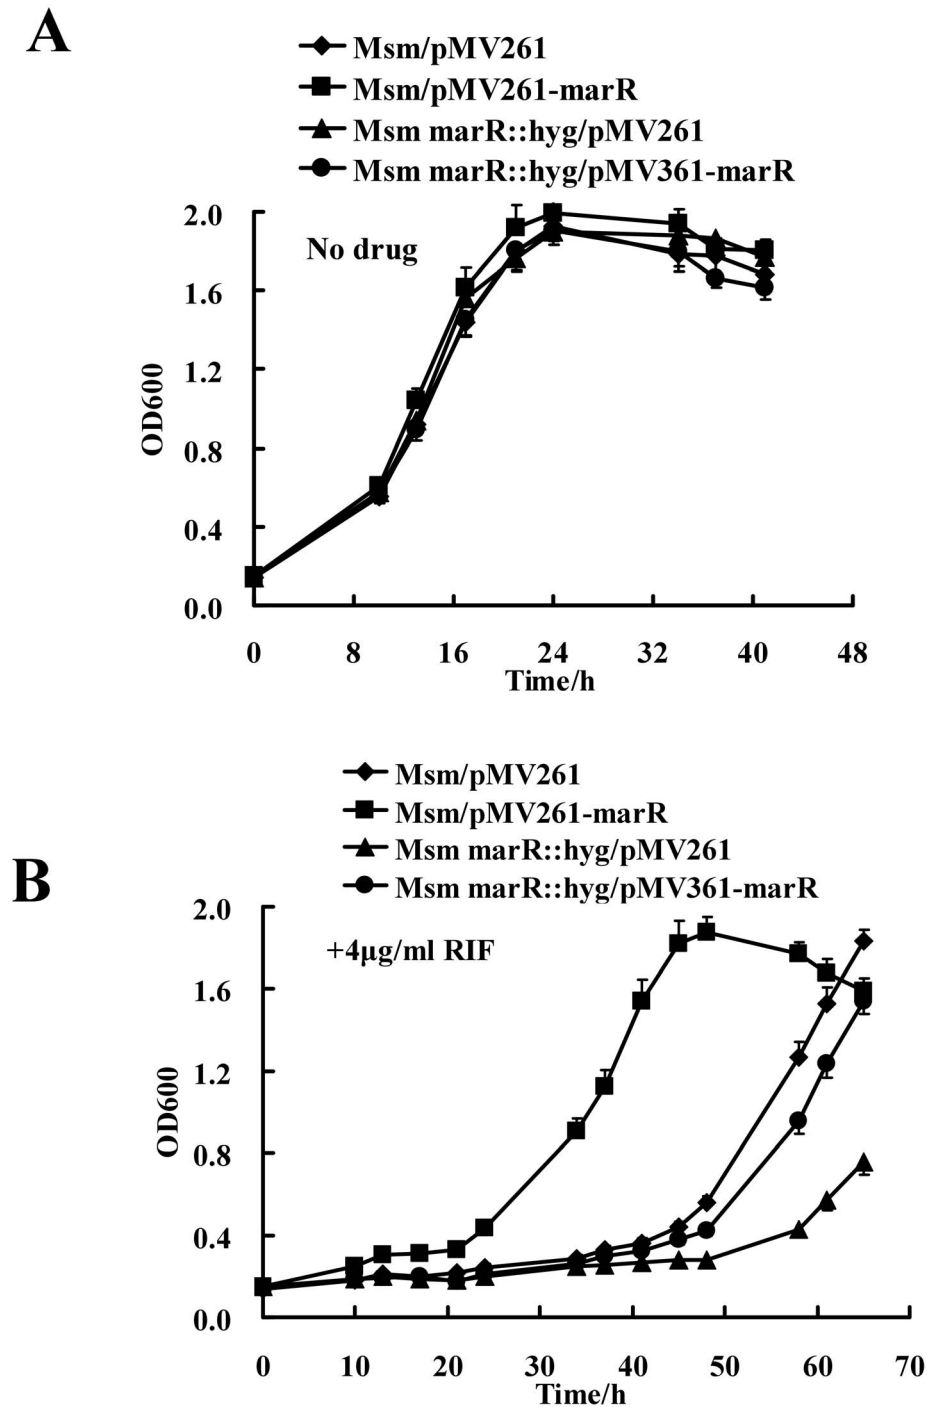 A
Msm/pMV261
Msm/pMV261-marR
Msm marR::hyg/pMV261
Msm marR::hyg/pMV361-marR
No drug
OD600
2.0
1.6
1.2
0.8
0.4
0.0
0 8 16 24 32 40 48
Time/h
B
Msm/pMV261
Msm/pMV261-marR
Msm marR::hyg/pMV261
Msm marR::hyg/pMV361-marR
+4μg/ml RIF
OD600
2.0
1.6
1.2
0.8
0.4
0.0
0 10 20 30 40 50 60 70
Time/h